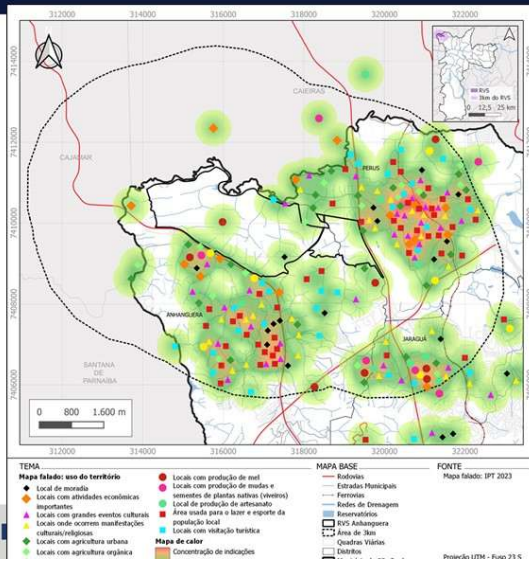 312000
314000
316000
318000
320000
322000
7414000
7412000
7410000
7408000
7406000
CAIEIRAS
CAJAMAR
PERUS
ANHANGUERA
JARAGUÁ
SANTANA
DE
PARNAÍBA
RVS
3km do RVS
0 12,5 25 km
0 800 1.600 m
312000
314000
316000
318000
320000
322000
TEMA
Mapa falado: uso do território
Local de moradia
Locais com atividades econômicas
importantes
Locais com grandes eventos culturais
Locais onde ocorrem manifestações
culturais/religiosas
Locais com agricultura urbana
Locais com agricultura orgânica
Locais com produção de mel
Locais com produção de mudas e
sementes de plantas nativas (viveiros)
Local de produção de artesanato
Área usada para o lazer e esporte da
população local
Locais com visitação turística
Mapa de calor
Concentração de indicações
MAPA BASE
Rodovias
Estradas Municipais
Ferrovias
Redes de Drenagem
Reservatórios
RVS Anhanguera
Área de 3km
Quadras Viárias
Distritos
FONTE
Mapa falado: IPT 2023
Projeção UTM - Fuso 23 S